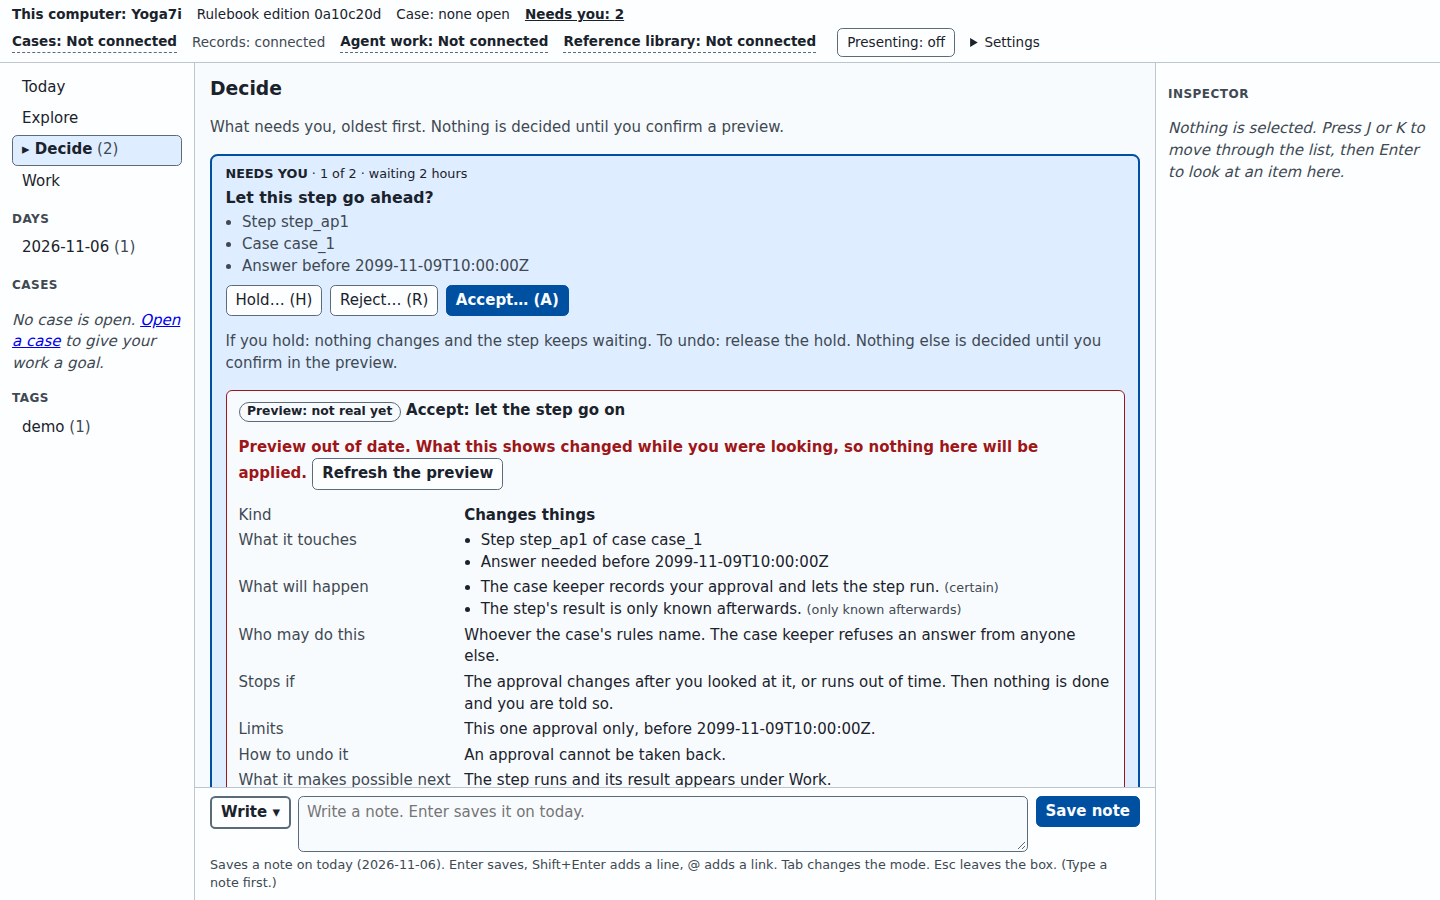 This computer: Yoga7i Rulebook edition 0a10c20d Case: none open Needs you: 2
Cases: Not connected Records: connected Agent work: Not connected Reference library: Not connected Presenting: off ▶ Settings
Today
Explore
▸ Decide (2)
Work
DAYS
2026-11-06 (1)
CASES
No case is open. Open
a case to give your
work a goal.
TAGS
demo (1)
Decide
What needs you, oldest first. Nothing is decided until you confirm a preview.
NEEDS YOU · 1 of 2 · waiting 2 hours
Let this step go ahead?
• Step step_ap1
• Case case_1
• Answer before 2099-11-09T10:00:00Z
Hold… (H) Reject… (R) Accept… (A)
If you hold: nothing changes and the step keeps waiting. To undo: release the hold. Nothing else is decided until you
confirm in the preview.
Preview: not real yet Accept: let the step go on
Preview out of date. What this shows changed while you were looking, so nothing here will be
applied. Refresh the preview
Kind Changes things
What it touches • Step step_ap1 of case case_1
• Answer needed before 2099-11-09T10:00:00Z
What will happen • The case keeper records your approval and lets the step run. (certain)
• The step's result is only known afterwards. (only known afterwards)
Who may do this Whoever the case's rules name. The case keeper refuses an answer from anyone
else.
Stops if The approval changes after you looked at it, or runs out of time. Then nothing is done
and you are told so.
Limits This one approval only, before 2099-11-09T10:00:00Z.
How to undo it An approval cannot be taken back.
What it makes possible next The step runs and its result appears under Work.
Write ▾ Write a note. Enter saves it on today. Save note
Saves a note on today (2026-11-06). Enter saves, Shift+Enter adds a line, @ adds a link. Tab changes the mode. Esc leaves the box. (Type a
note first.)
INSPECTOR
Nothing is selected. Press J or K to
move through the list, then Enter
to look at an item here.